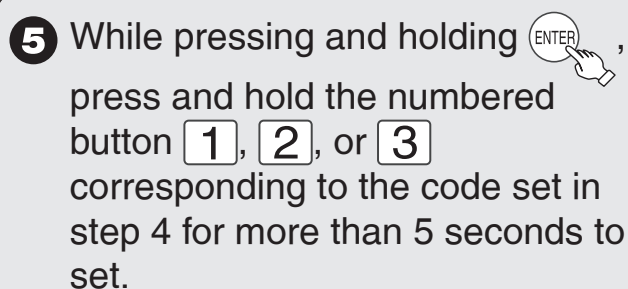 5 While pressing and holding ENTER ,
press and hold the numbered
button 1, 2, or 3
corresponding to the code set in
step 4 for more than 5 seconds to
set.